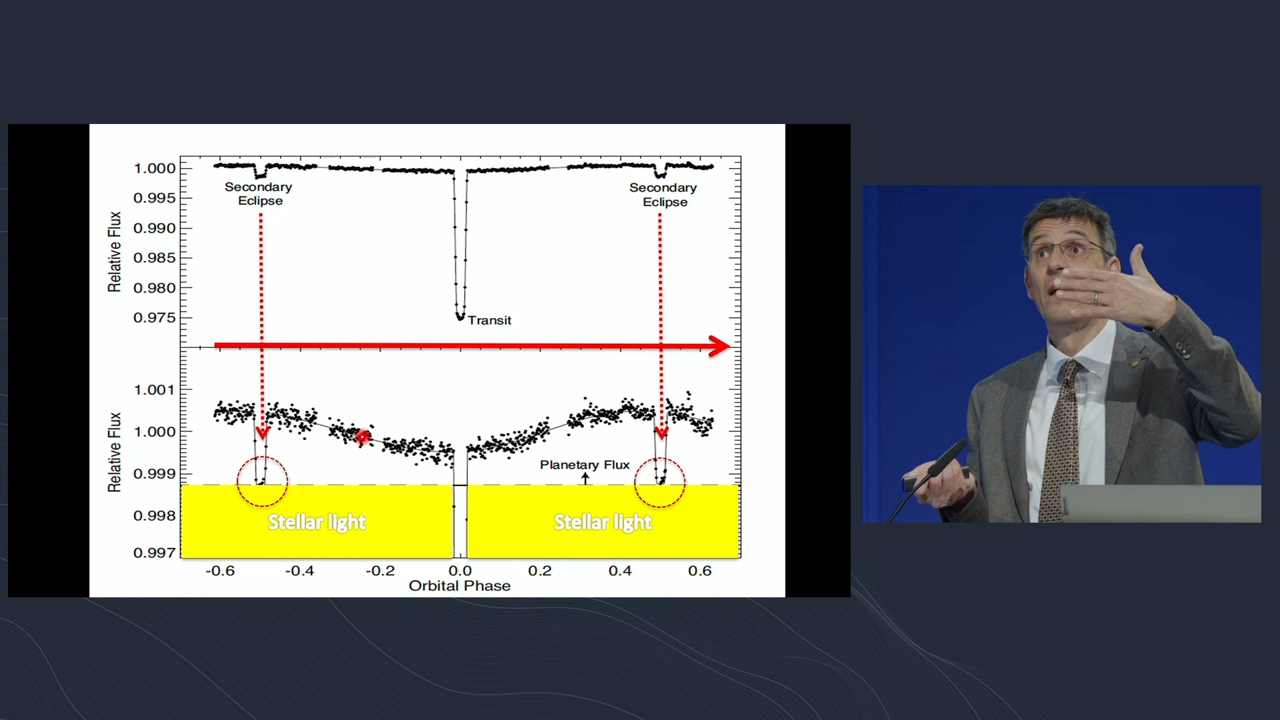 1.000
0.995
0.990
0.985
0.980
0.975
Relative Flux
Secondary
Eclipse
Secondary
Eclipse
Transit
1.001
1.000
0.999
0.998
0.997
Relative Flux
Planetary Flux
Stellar light
Stellar light
-0.6 -0.4 -0.2 0.0 0.2 0.4 0.6
Orbital Phase